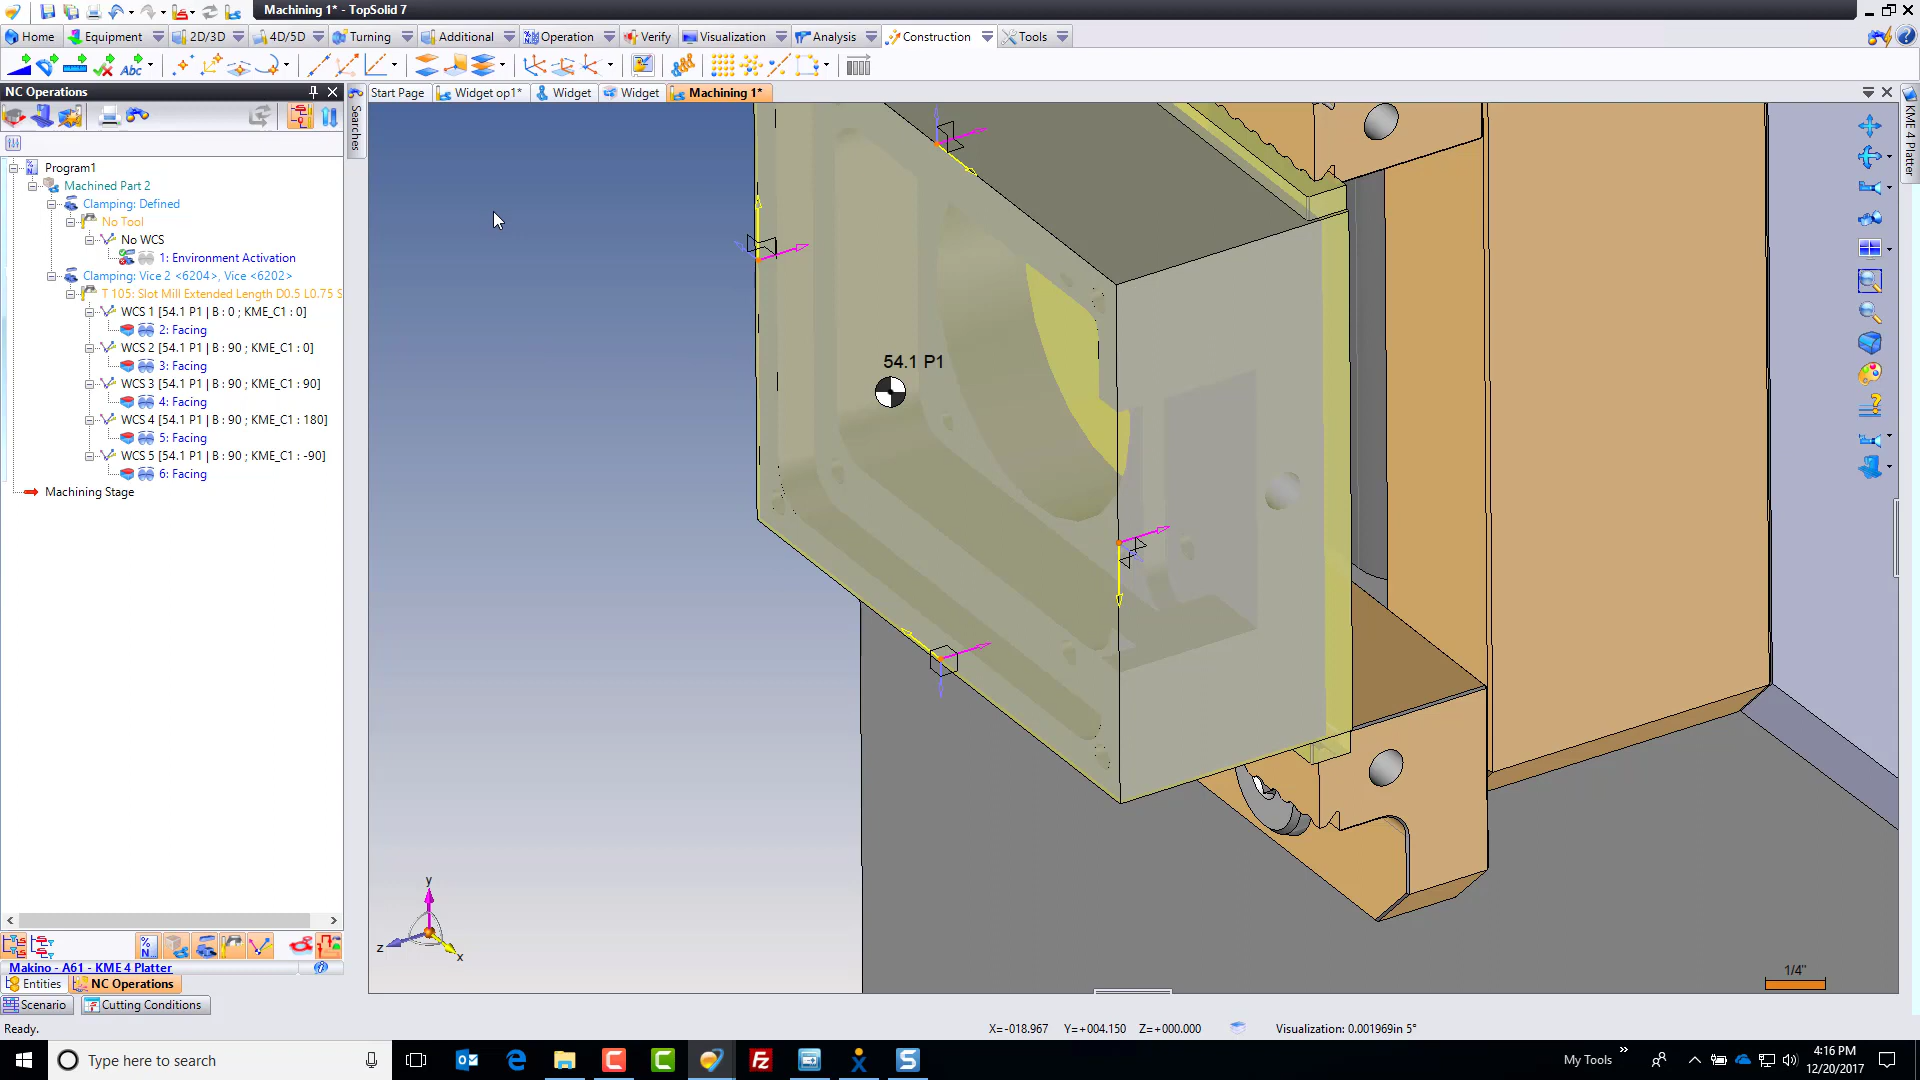 Machining 1* - TopSolid 7
Home Equipment 2D/3D 4D/5D Turning Additional Operation Verify Visualization Analysis Construction Tools
Abc
NC Operations
Start Page Widget op1* Widget Widget Machining 1*
Searches
KME 4 Platter
Program1
Machined Part 2
Clamping: Defined
No Tool
No WCS
1: Environment Activation
Clamping: Vice 2 <6204>, Vice <6202>
T 105: Slot Mill Extended Length D0.5 L0.75 S
WCS 1 [54.1 P1 | B : 0 ; KME_C1 : 0]
2: Facing
WCS 2 [54.1 P1 | B : 90 ; KME_C1 : 0]
3: Facing
WCS 3 [54.1 P1 | B : 90 ; KME_C1 : 90]
4: Facing
WCS 4 [54.1 P1 | B : 90 ; KME_C1 : 180]
5: Facing
WCS 5 [54.1 P1 | B : 90 ; KME_C1 : -90]
6: Facing
Machining Stage
54.1 P1
y
z
x
1/4"
Makino - A61 - KME 4 Platter
Entities NC Operations
Scenario Cutting Conditions
Ready.
X=-018.967 Y=+004.150 Z=+000.000 Visualization: 0.001969in 5°
Type here to search
My Tools
4:16 PM
12/20/2017